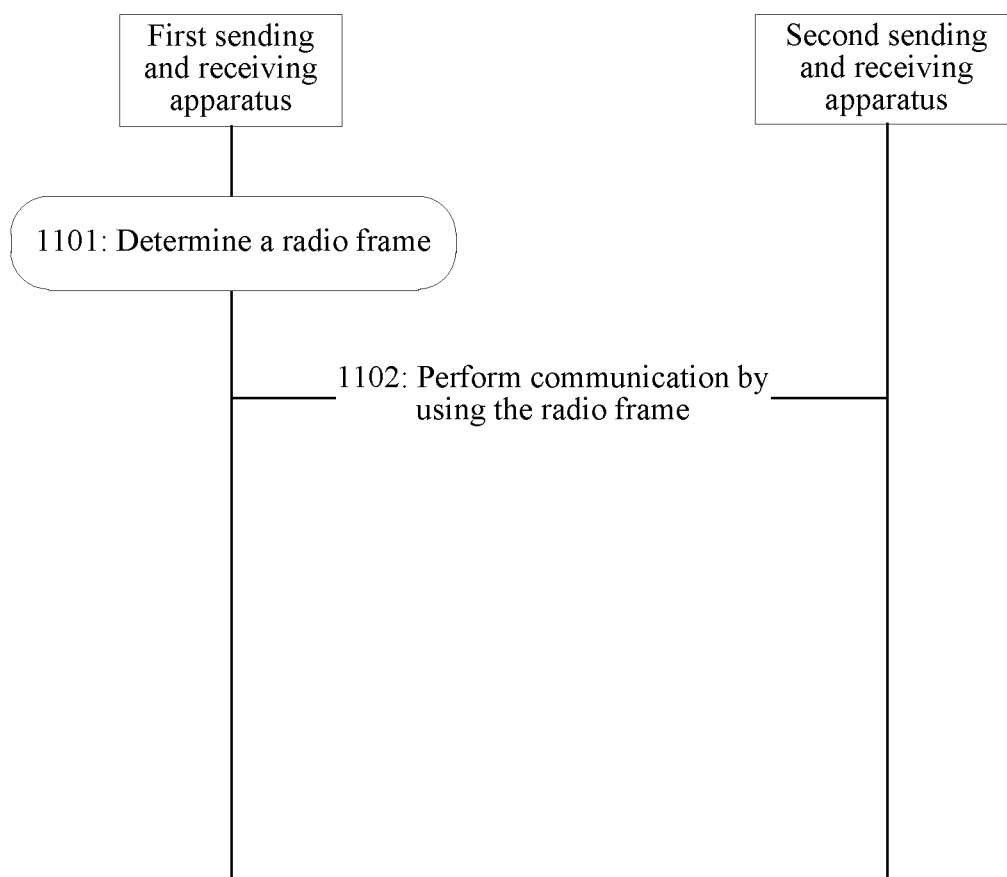 First sending
and receiving
apparatus
Second sending
and receiving
apparatus
1101: Determine a radio frame
1102: Perform communication by
using the radio frame